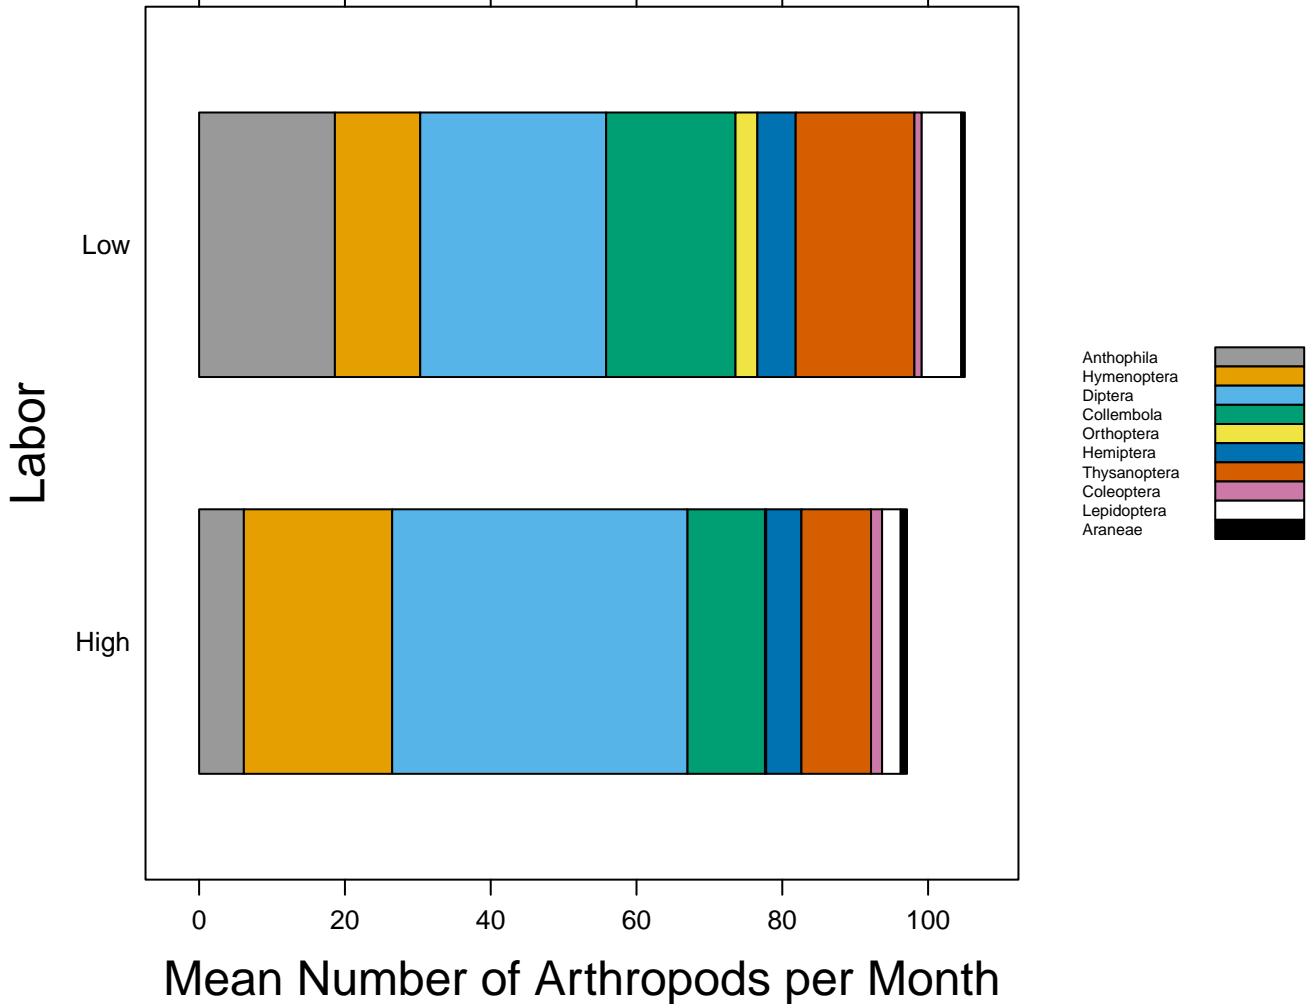 Labor
Low
High
0 20 40 60 80 100
Mean Number of Arthropods per Month
Anthophila
Hymenoptera
Diptera
Collembola
Orthoptera
Hemiptera
Thysanoptera
Coleoptera
Lepidoptera
Araneae